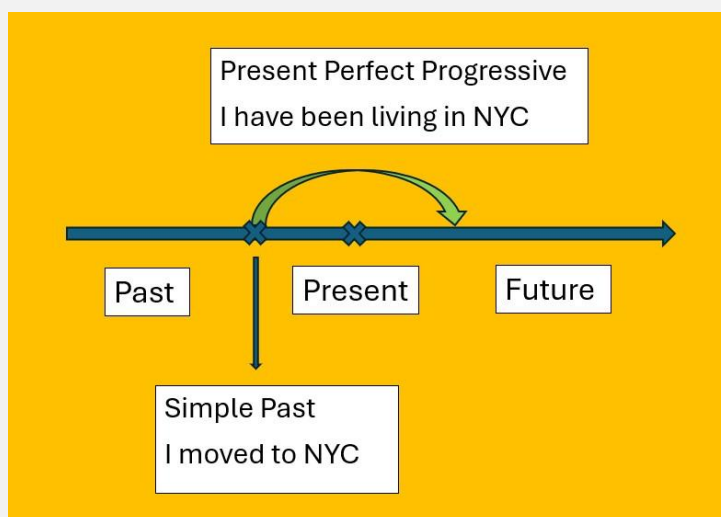 Present Perfect Progressive
I have been living in NYC
Past
Present
Future
Simple Past
I moved to NYC